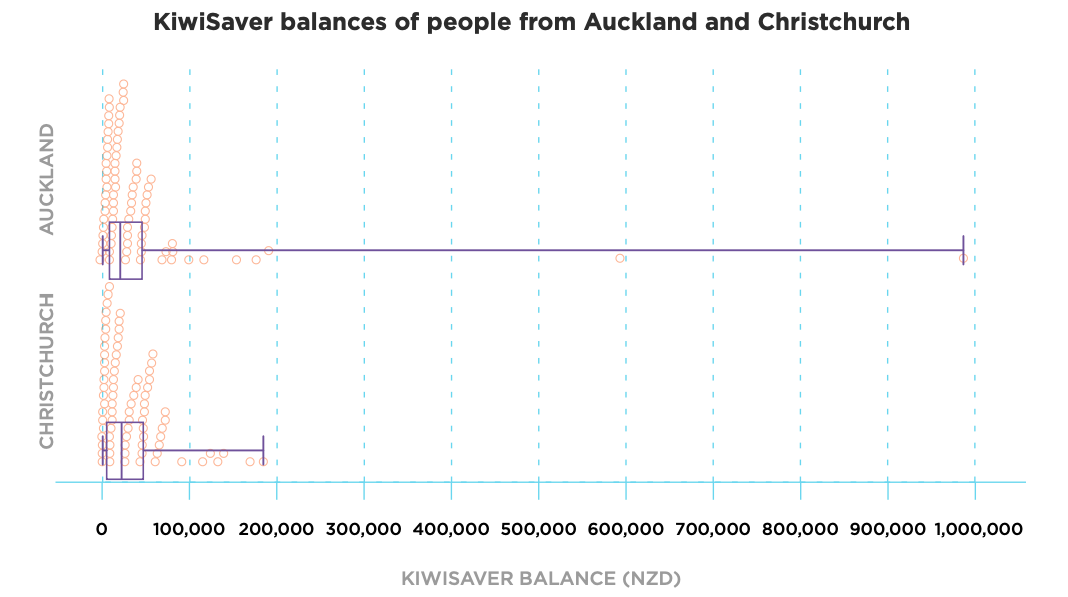 KiwiSaver balances of people from Auckland and Christchurch
AUCKLAND
CHRISTCHURCH
0 100,000 200,000 300,000 400,000 500,000 600,000 700,000 800,000 900,000 1,000,000
KIWISAVER BALANCE (NZD)